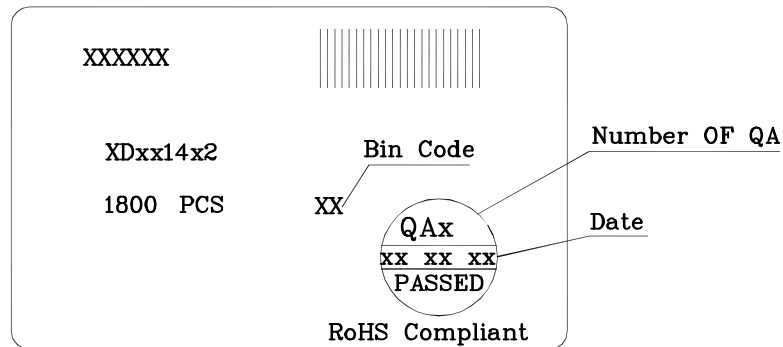 XXXXXX
XDxx14x2
Bin Code
Number OF QA
1800 PCS
XX
QAx
Date
xx xx xx
PASSED
RoHS Compliant